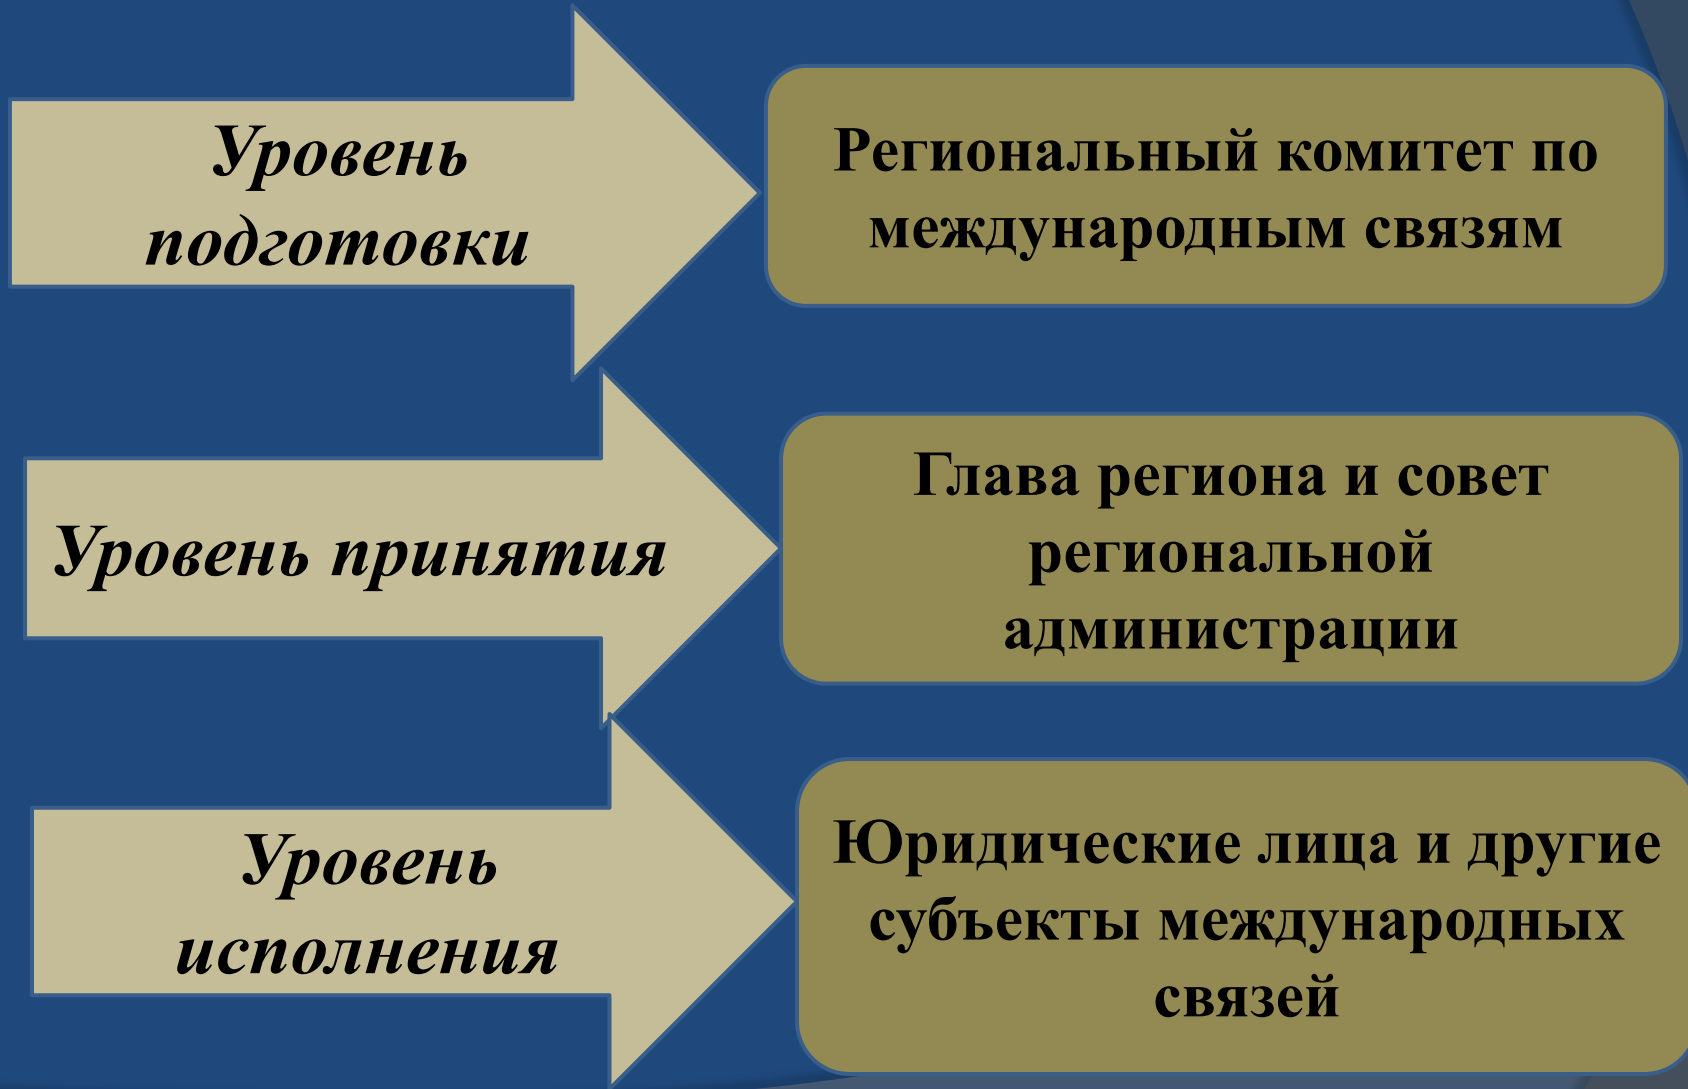 Уровень
подготовки
Региональный комитет по
международным связям
Уровень принятия
Глава региона и совет
региональной
администрации
Уровень
исполнения
Юридические лица и другие
субъекты международных
связей